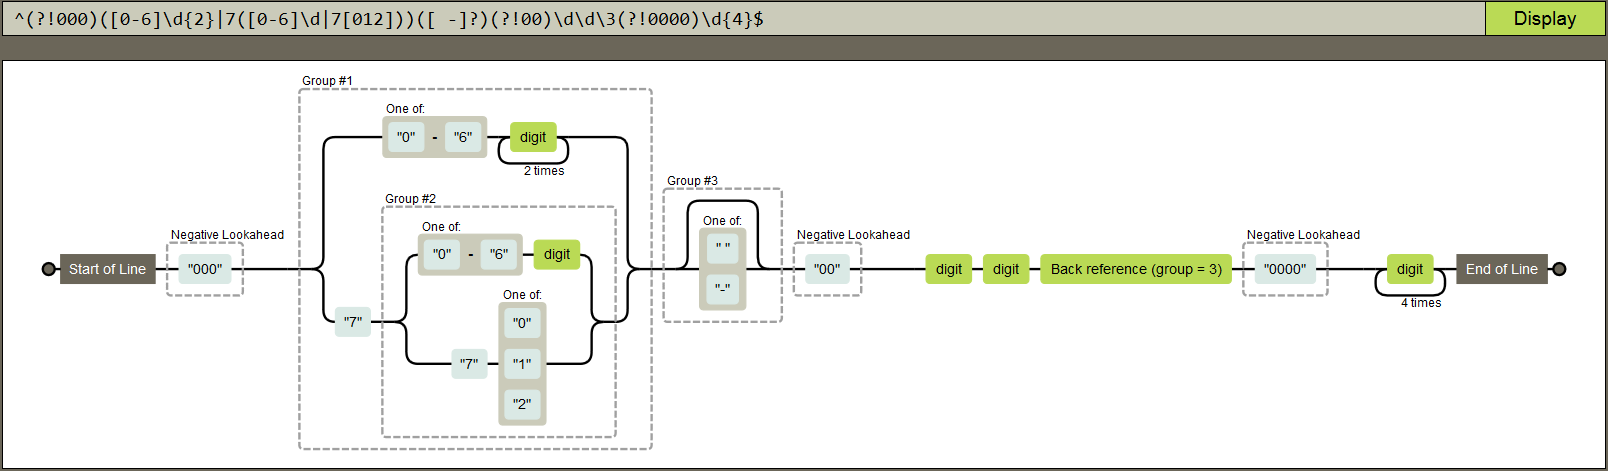 ^(?!000)([0-6]\d{2}|7([0-6]\d|7[012]))([ -]?)(?!00)\d\d\3(?!0000)\d{4}$
Display
Group #1
One of:
"0" - "6" digit
2 times
Group #2
One of:
"0" - "6" digit
One of:
"7"
"0"
"7" "1"
"2"
Group #3
One of:
" "
"-"
Negative Lookahead
Start of Line "000"
Negative Lookahead
"00" digit digit Back reference (group = 3)
Negative Lookahead
"0000" digit End of Line
4 times